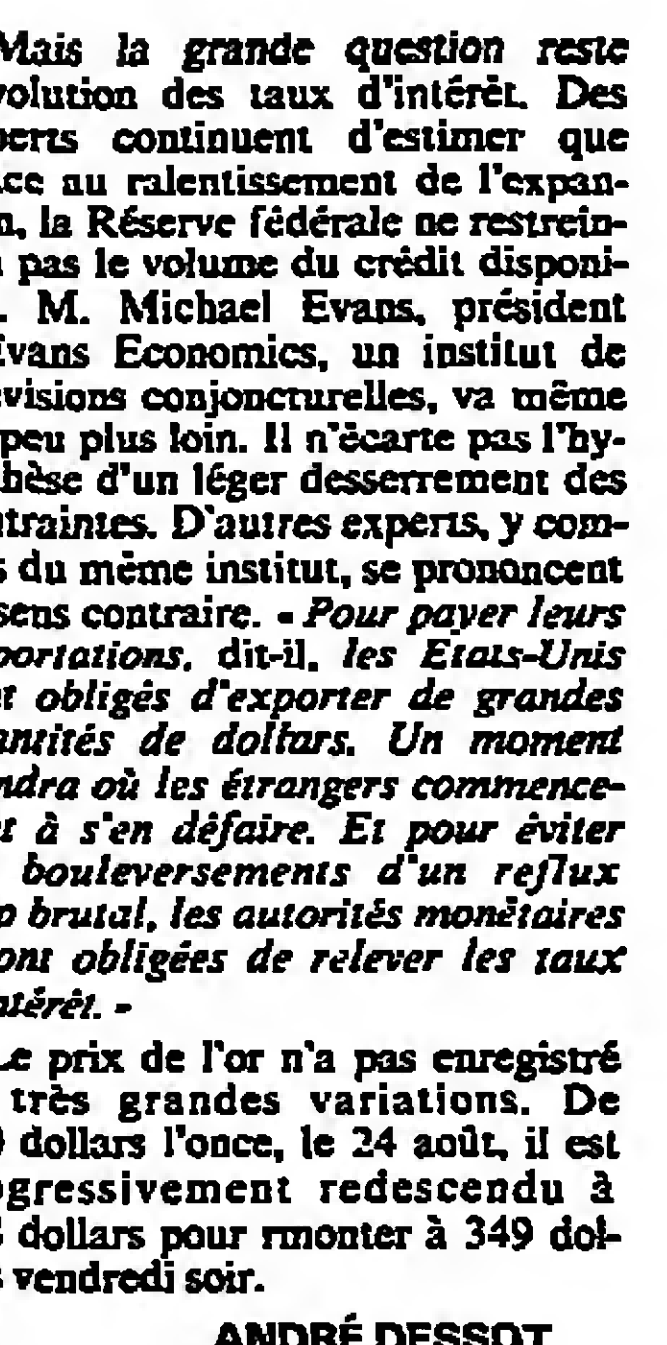 Mais la grande question reste
volution des taux d'intérêt. Des
perts continuent d'estimer que
ce au ralentissement de l'expan-
n, la Réserve fédérale ne restrein-
a pas le volume du crédit disponi-
. M. Michael Evans, président
Evans Economics, un institut de
visions conjoncturelles, va même
peu plus loin. Il n'écarte pas l'hy-
hèse d'un léger desserrement des
traintes. D'autres experts, y com-
s du même institut, se prononcent
sens contraire. « Pour payer leurs
portations, dit-il, les Etats-Unis
t obligés d'exporter de grandes
antités de dollars. Un moment
ndra où les étrangers commence-
t à s'en défaire. Et pour éviter
bouleversements d'un reflux
p brutal, les autorités monétaires
ont obligées de relever les taux
ntérêt. »
Le prix de l'or n'a pas enregistré
très grandes variations. De
dollars l'once, le 24 août, il est
ogressivement redescendu à
dollars pour rmonter à 349 dol-
s vendredi soir.
ANDRÉ DESSOT